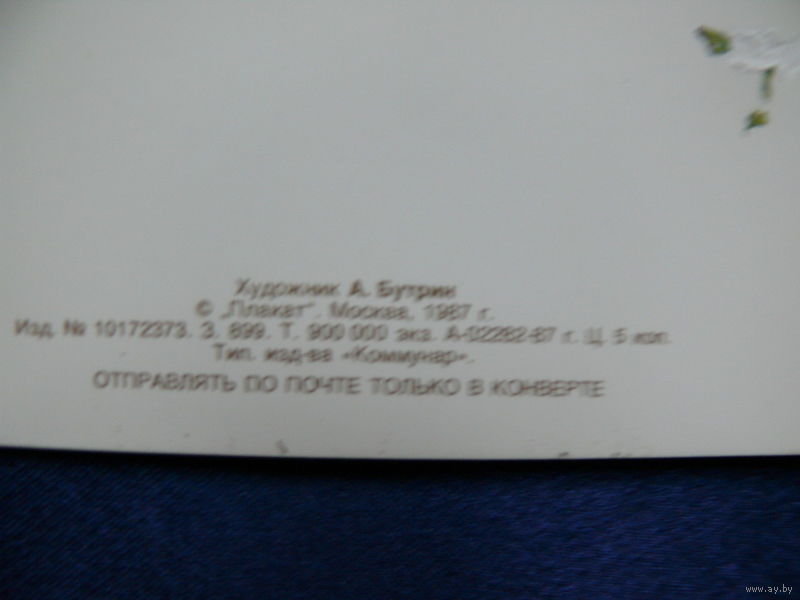 Художник А. Бутрин
© „Плакат“. Москва, 1987 г.
Изд. № 10172373. З. 899. Т. 900 000 экз. А-02282-87 г. Ц. 5 коп.
Тип. изд-ва «Коммунар».
ОТПРАВЛЯТЬ ПО ПОЧТЕ ТОЛЬКО В КОНВЕРТЕ
www.ay.by